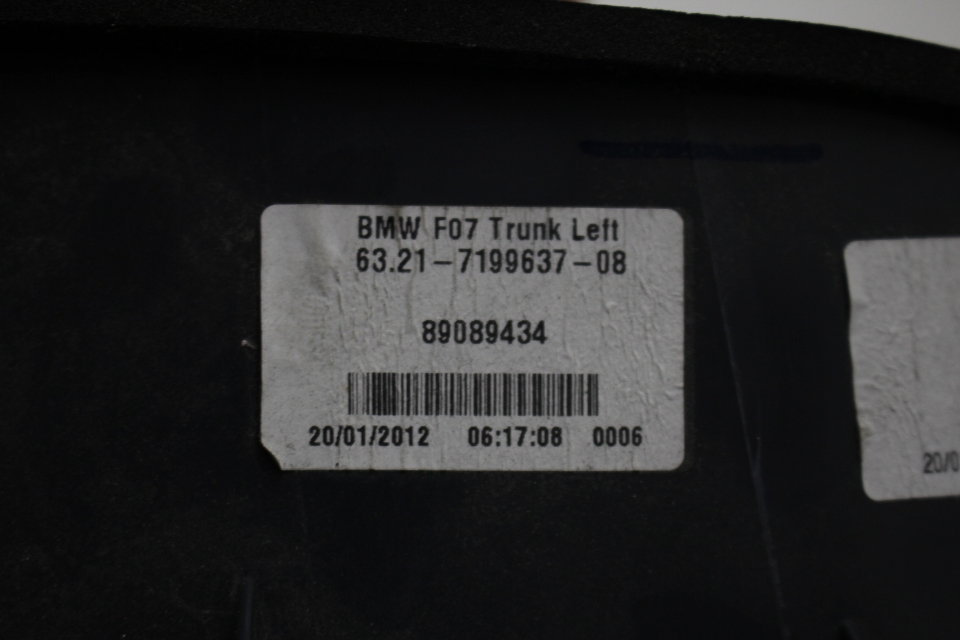 BMW F07 Trunk Left
63.21-7199637-08
89089434
20/01/2012 06:17:08 0006
20/0